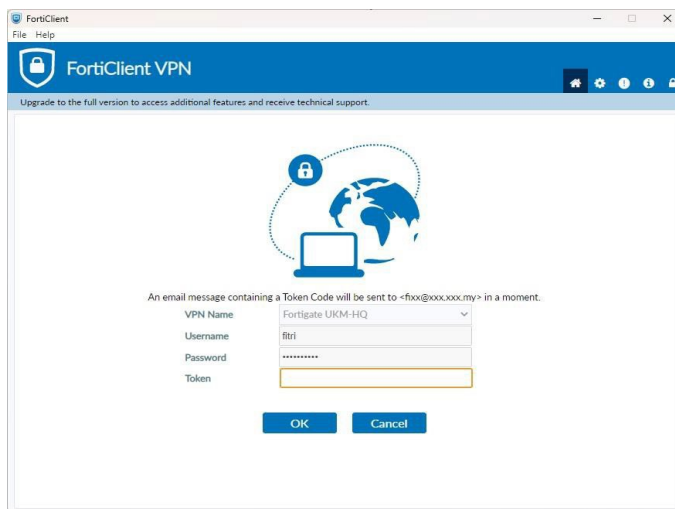 FortiClient
File Help
FortiClient VPN
Upgrade to the full version to access additional features and receive technical support.
An email message containing a Token Code will be sent to <fixx@xxx.xxx.my> in a moment.
VPN Name Fortigate UKM-HQ
Username fitri
Password ••••••••••
Token
OK Cancel